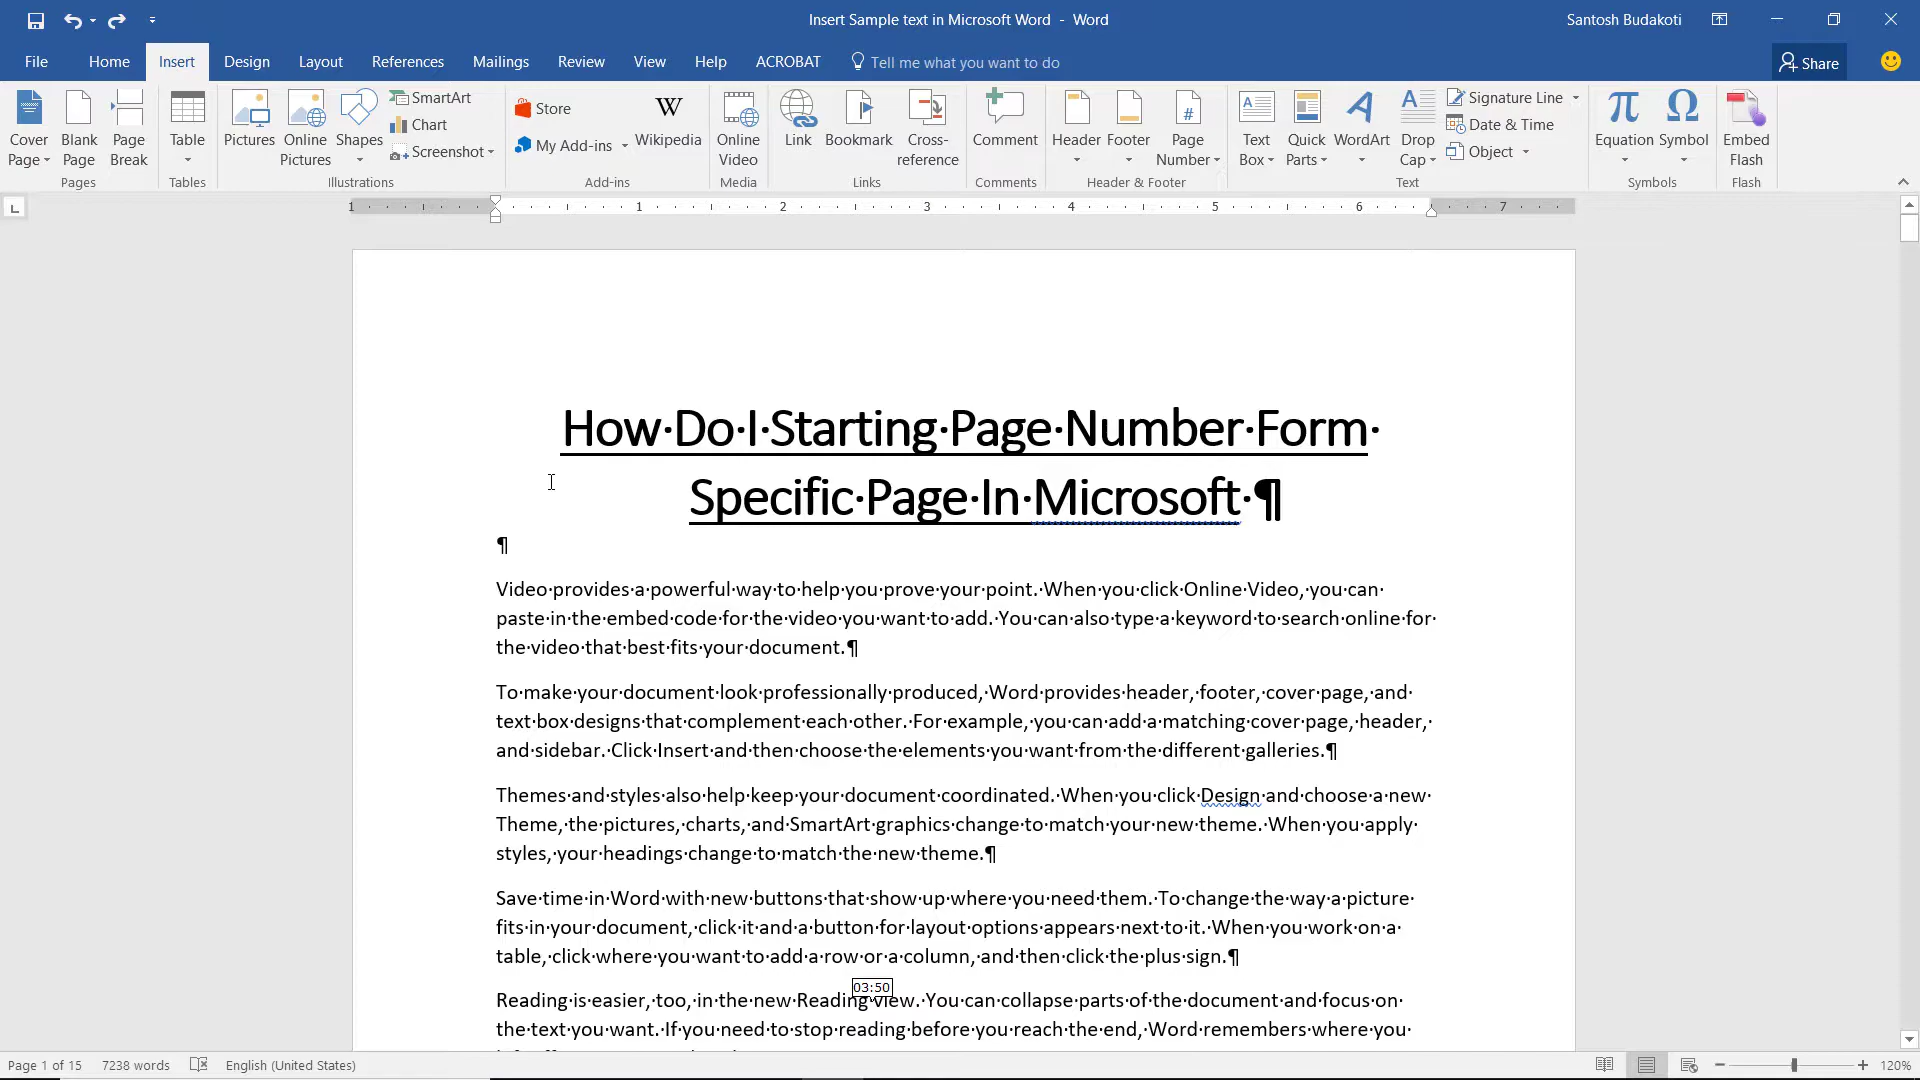 Insert Sample text in Microsoft Word - Word
Santosh Budakoti
File Home Insert Design Layout References Mailings Review View Help ACROBAT Tell me what you want to do Share
Cover Page
Blank Page
Page Break
Pages
Table
Tables
Pictures
Online Pictures
Shapes
SmartArt
Chart
Screenshot
Illustrations
Store
My Add-ins
W
Wikipedia
Add-ins
Online Video
Media
Link
Bookmark
Cross-reference
Links
Comment
Comments
Header
Footer
#
Page Number
Header & Footer
A
Text Box
Quick Parts
A
WordArt
A
Drop Cap
Signature Line
Date & Time
Object
Text
π
Equation
Ω
Symbol
Symbols
Embed Flash
Flash
L
1 1 2 3 4 5 6 7
How·Do·I·Starting·Page·Number·Form·
Specific·Page·In·Microsoft·¶
¶
Video·provides·a·powerful·way·to·help·you·prove·your·point.·When·you·click·Online·Video,·you·can·
paste·in·the·embed·code·for·the·video·you·want·to·add.·You·can·also·type·a·keyword·to·search·online·for·
the·video·that·best·fits·your·document.¶
To·make·your·document·look·professionally·produced,·Word·provides·header,·footer,·cover·page,·and·
text·box·designs·that·complement·each·other.·For·example,·you·can·add·a·matching·cover·page,·header,·
and·sidebar.·Click·Insert·and·then·choose·the·elements·you·want·from·the·different·galleries.¶
Themes·and·styles·also·help·keep·your·document·coordinated.·When·you·click·Design·and·choose·a·new·
Theme,·the·pictures,·charts,·and·SmartArt·graphics·change·to·match·your·new·theme.·When·you·apply·
styles,·your·headings·change·to·match·the·new·theme.¶
Save·time·in·Word·with·new·buttons·that·show·up·where·you·need·them.·To·change·the·way·a·picture·
fits·in·your·document,·click·it·and·a·button·for·layout·options·appears·next·to·it.·When·you·work·on·a·
table,·click·where·you·want·to·add·a·row·or·a·column,·and·then·click·the·plus·sign.¶
03:50
Reading·is·easier,·too,·in·the·new·Reading·view.·You·can·collapse·parts·of·the·document·and·focus·on·
the·text·you·want.·If·you·need·to·stop·reading·before·you·reach·the·end,·Word·remembers·where·you·
Page 1 of 15 7238 words English (United States) 120%